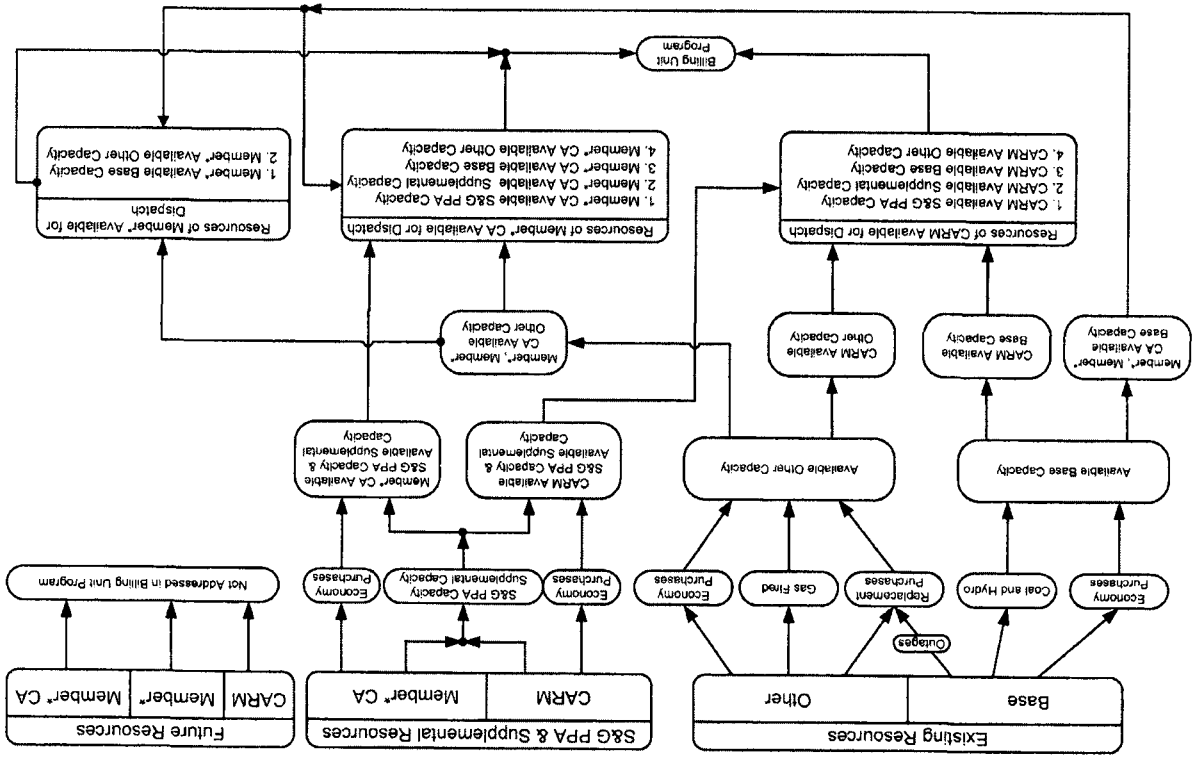 Existing Resources
Base
Other
S&G PPA & Supplemental Resources
CARM
Member* CA
Future Resources
CARM
Member*
Member* CA
Outages
Economy
Purchases
Coal and Hydro
Replacement
Purchases
Gas Fired
Economy
Purchases
Economy
Purchases
S&G PPA Capacity
Supplemental Capacity
Economy
Purchases
Not Addressed in Billing Unit Program
Available Base Capacity
Available Other Capacity
CARM Available
S&G PPA Capacity &
Available Supplemental
Capacity
Member* CA Available
S&G PPA Capacity &
Available Supplemental
Capacity
Member*, Member*
CA Available
Base Capacity
CARM Available
Base Capacity
CARM Available
Other Capacity
Member*, Member*
CA Available
Other Capacity
Resources of CARM Available for Dispatch
1. CARM Available S&G PPA Capacity
2. CARM Available Supplemental Capacity
3. CARM Available Base Capacity
4. CARM Available Other Capacity
Resources of Member* CA Available for Dispatch
1. Member* CA Available S&G PPA Capacity
2. Member* CA Available Supplemental Capacity
3. Member* CA Available Base Capacity
4. Member* CA Available Other Capacity
Resources of Member* Available for
Dispatch
1. Member* Available Base Capacity
2. Member* Available Other Capacity
Billing Unit
Program